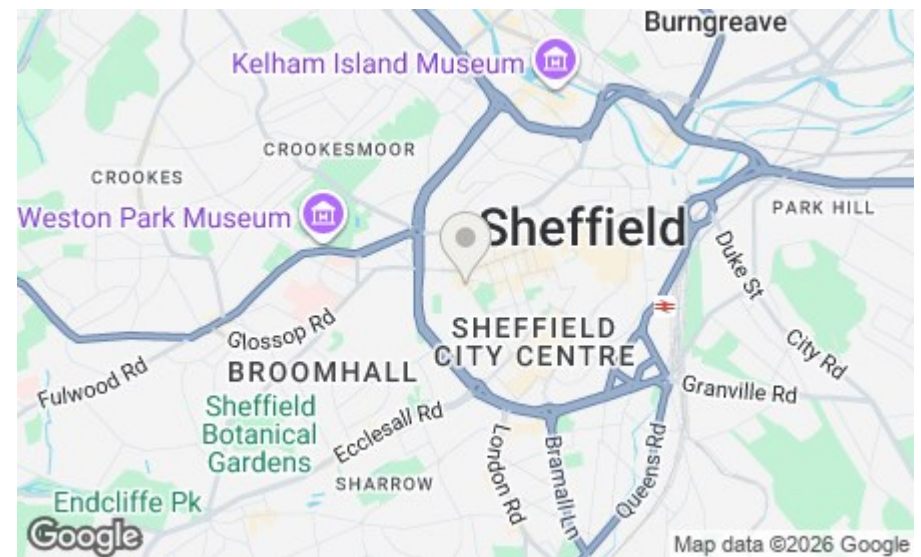 Burngreave
Kelham Island Museum
CROOKESMOOR
CROOKES
Weston Park Museum
Sheffield
PARK HILL
Duke St
SHEFFIELD
CITY CENTRE
City Rd
Glossop Rd
Fulwood Rd
BROOMHALL
Granville Rd
Sheffield
Botanical
Gardens
Ecclesall Rd
London Rd
Bramall Ln
Queens Rd
SHARROW
Endcliffe Pk
Google
Map data ©2026 Google